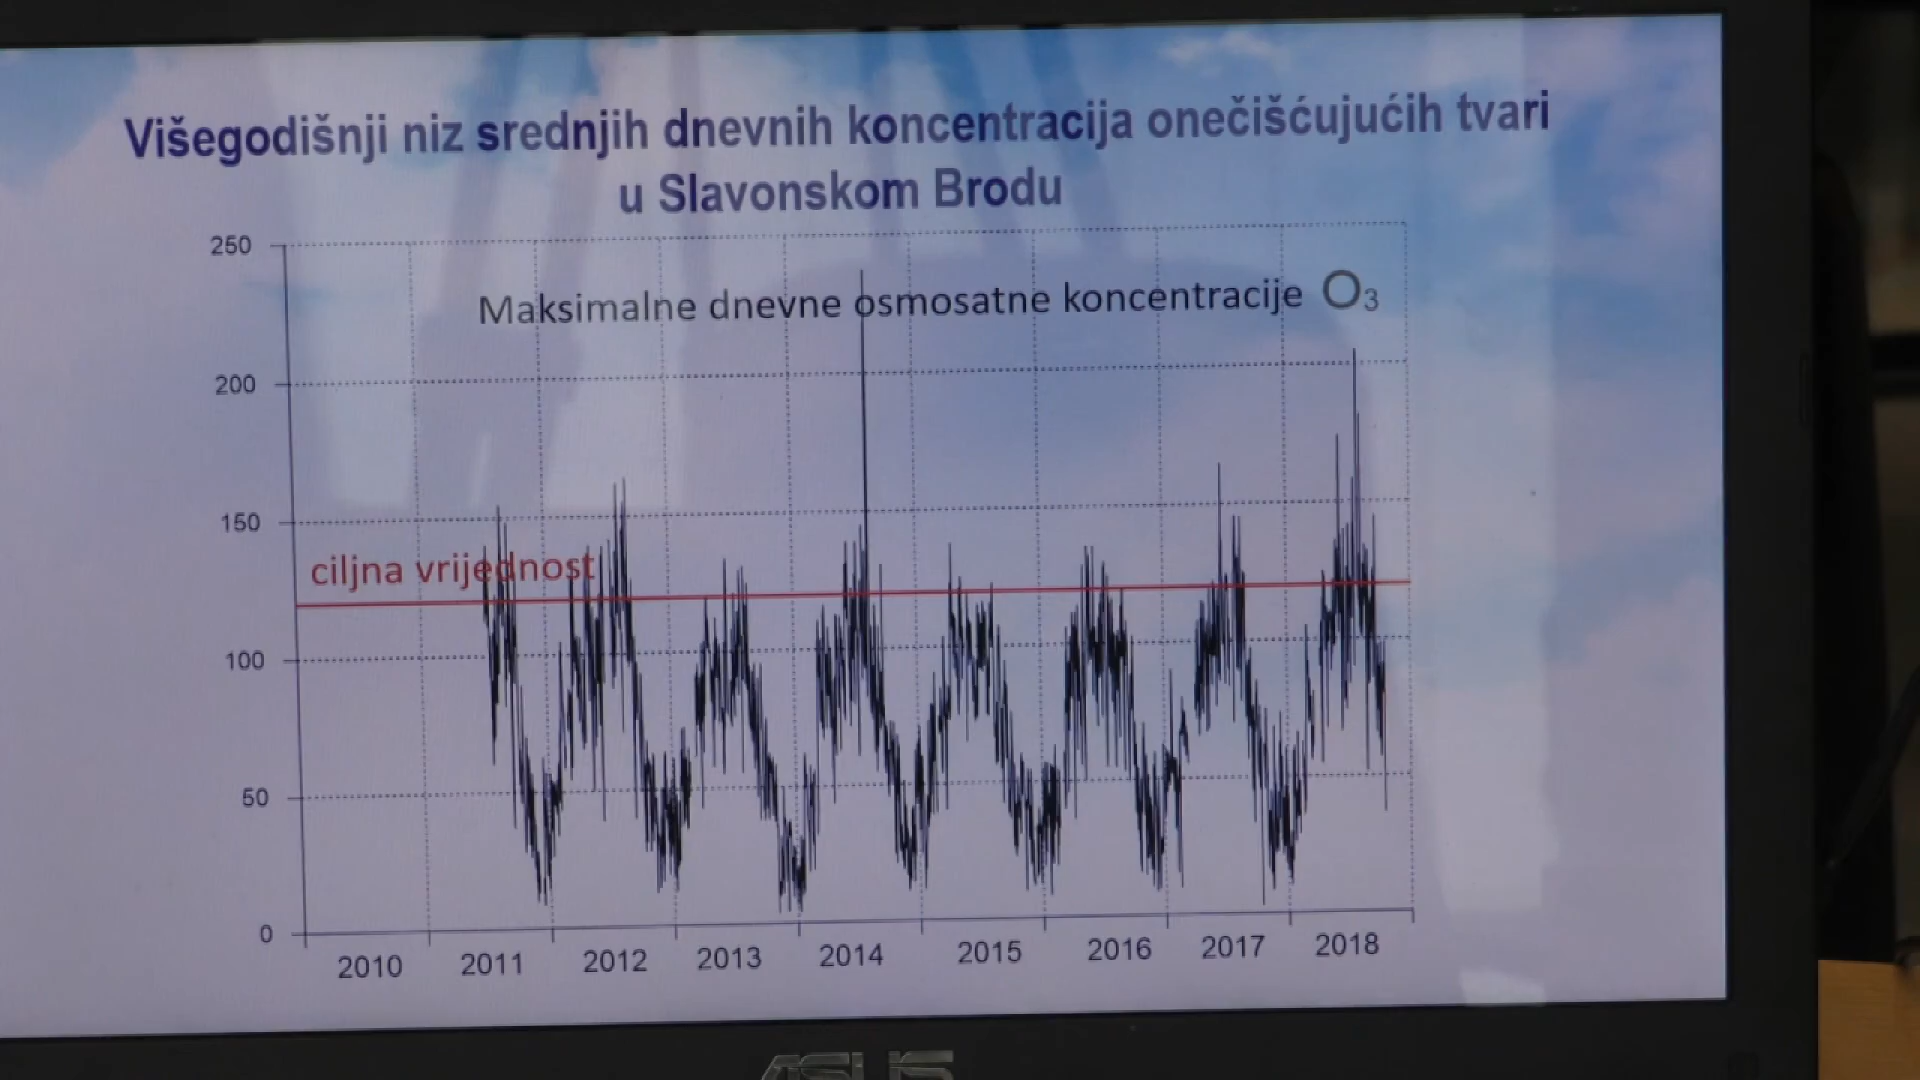 Višegodišnji niz srednjih dnevnih koncentracija onečišćujućih tvari
u Slavonskom Brodu
250
Maksimalne dnevne osmosatne koncentracije O₃
200
150
ciljna vrijednost
100
50
0
2010 2011 2012 2013 2014 2015 2016 2017 2018
ASUS